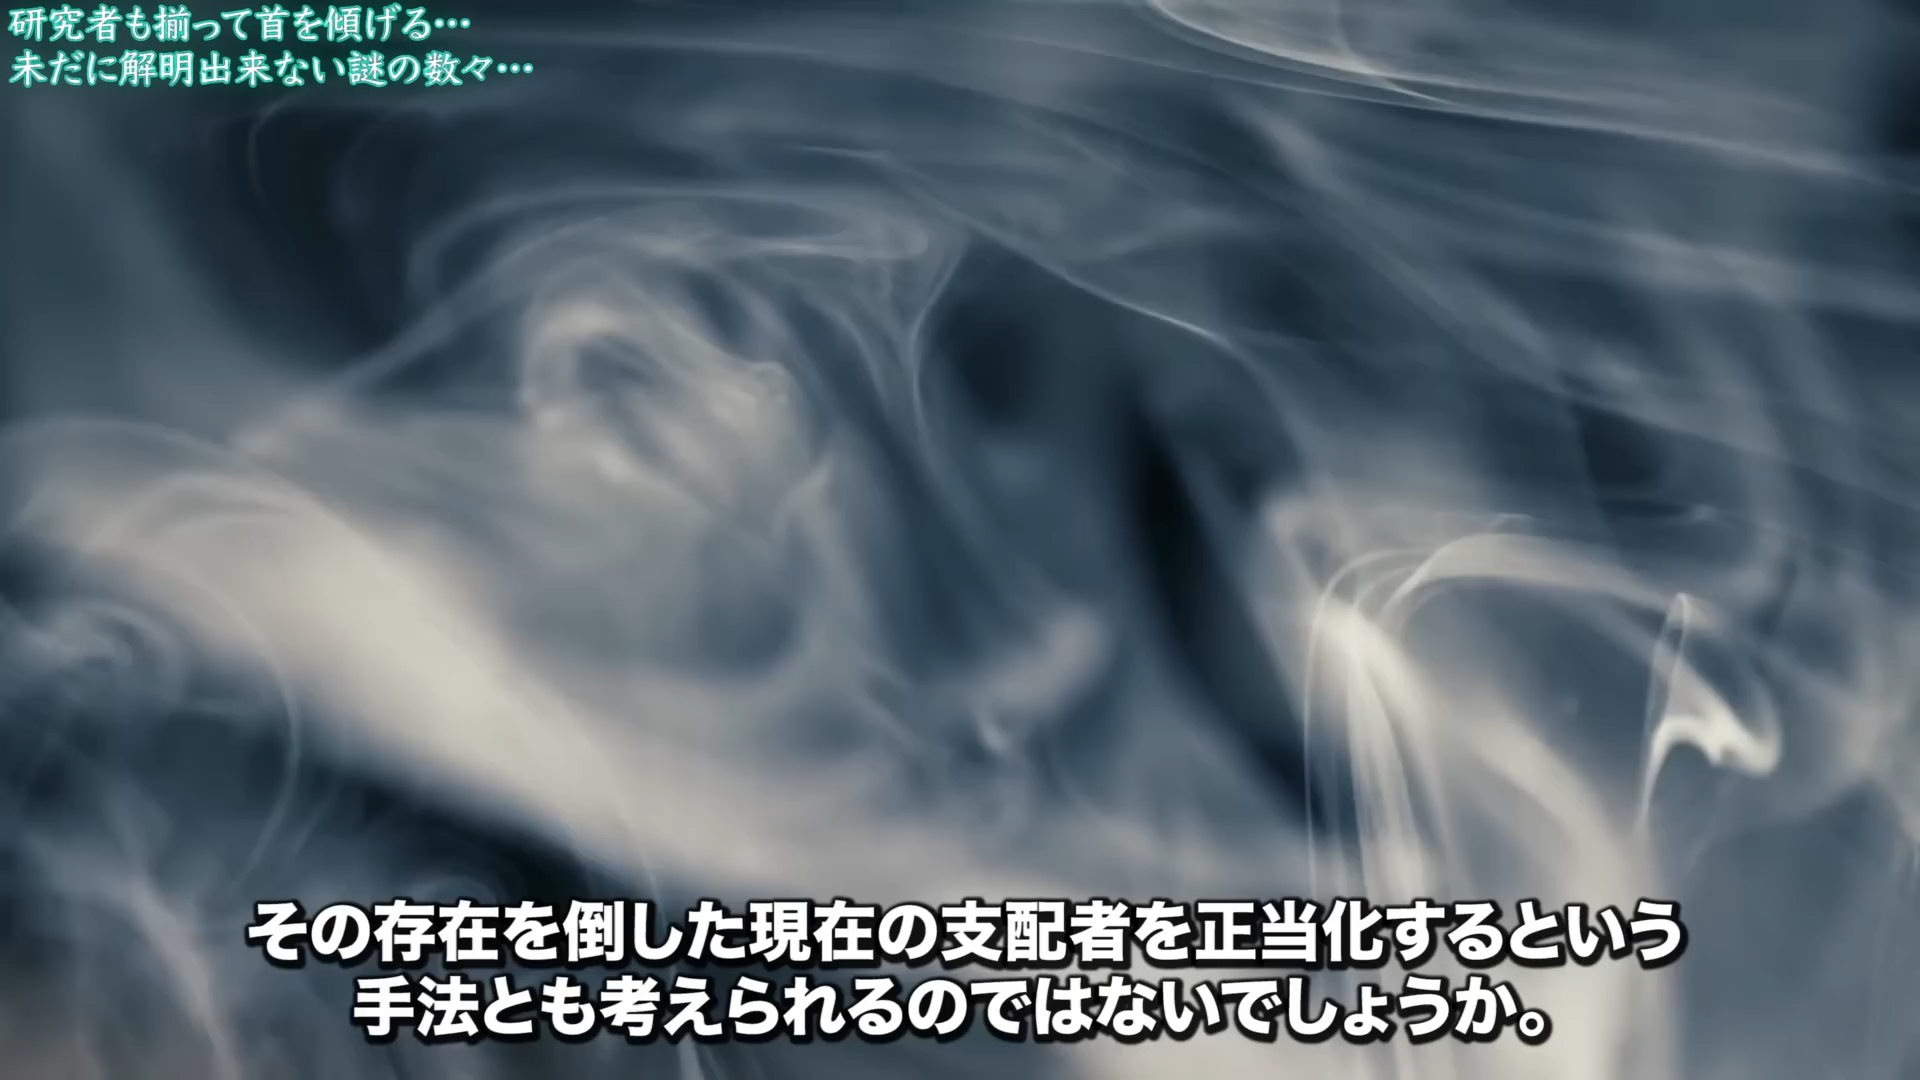 研究者も揃って首を傾げる…
未だに解明出来ない謎の数々…
その存在を倒した現在の支配者を正当化するという
手法とも考えられるのではないでしょうか。